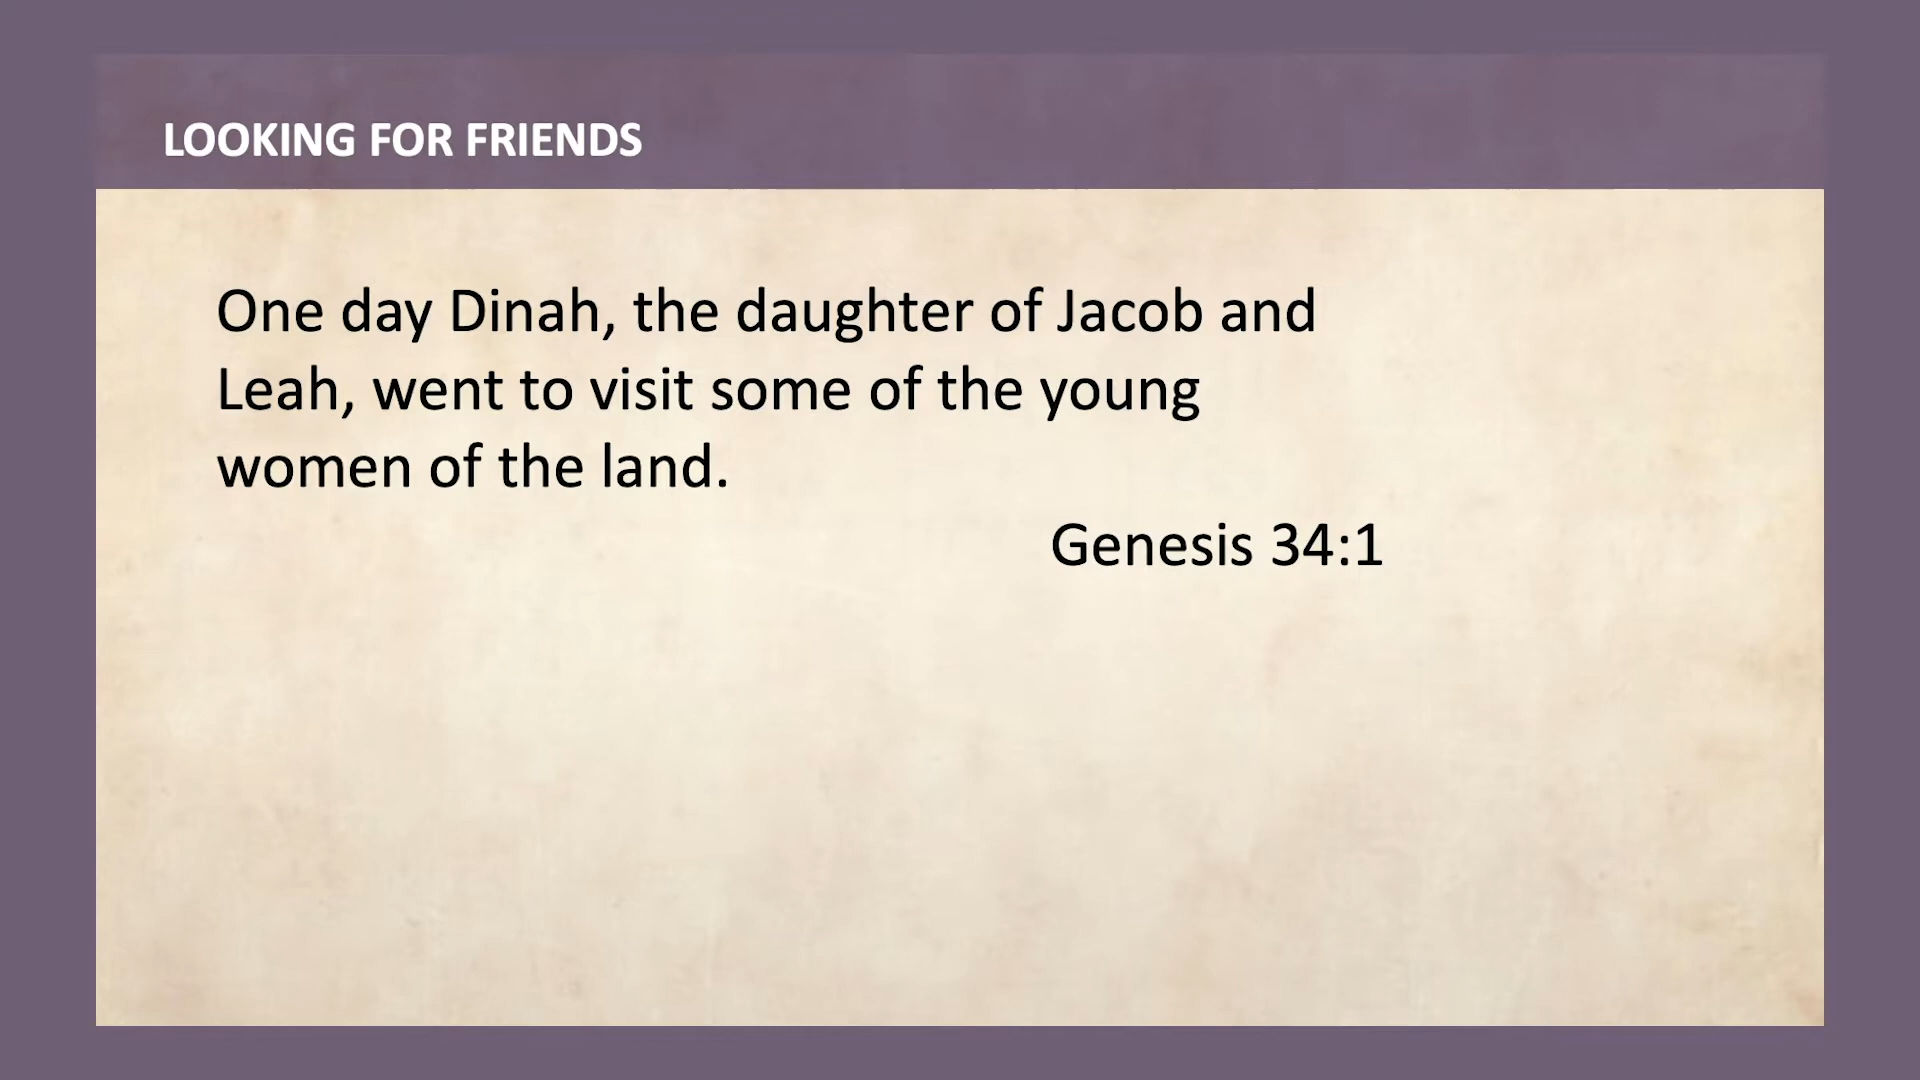 LOOKING FOR FRIENDS
One day Dinah, the daughter of Jacob and
Leah, went to visit some of the young
women of the land.
Genesis 34:1